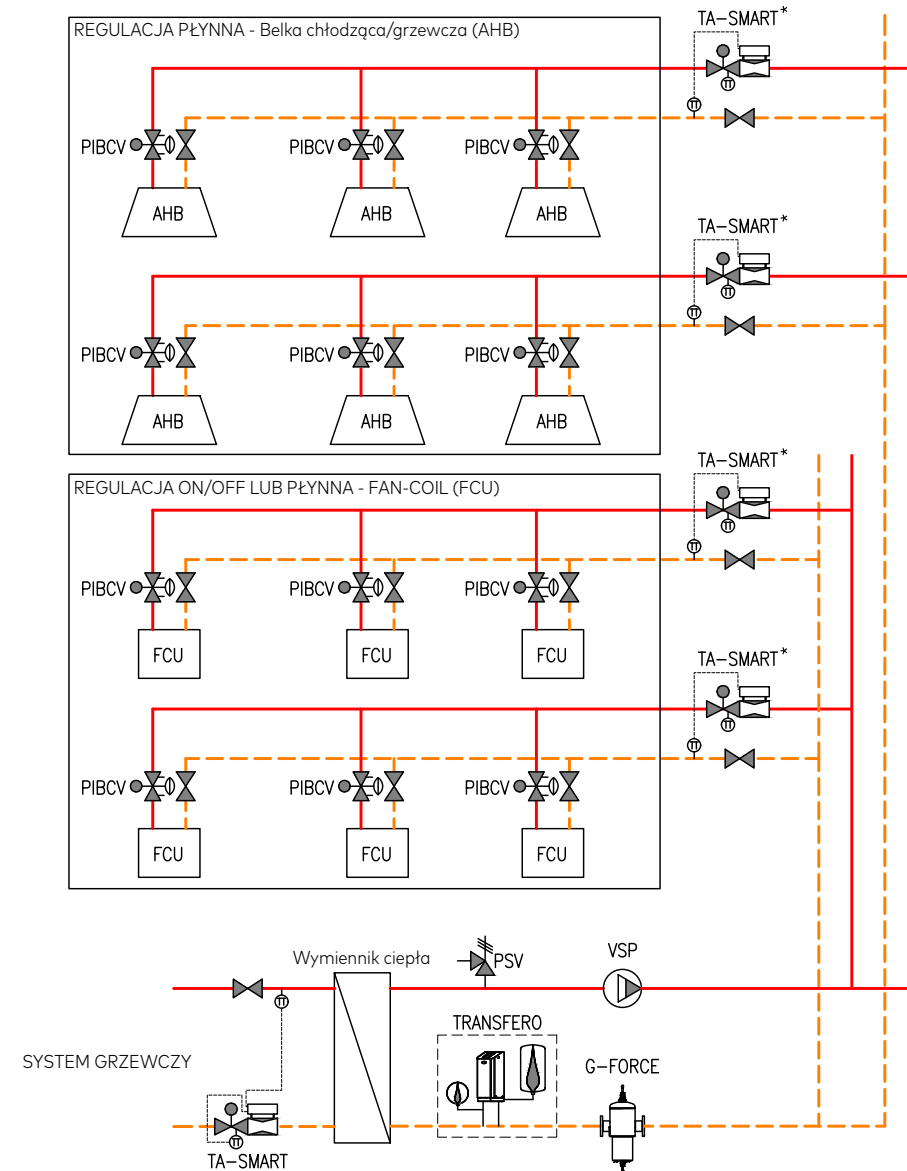 TA-SMART*
REGULACJA PŁYNNA - Belka chłodząca/grzewcza (AHB)
PIBCV PIBCV PIBCV
AHB AHB AHB
TA-SMART*
PIBCV PIBCV PIBCV
AHB AHB AHB
TA-SMART*
REGULACJA ON/OFF LUB PŁYNNA - FAN-COIL (FCU)
PIBCV PIBCV PIBCV
FCU FCU FCU
TA-SMART*
PIBCV PIBCV PIBCV
FCU FCU FCU
VSP
Wymiennik ciepła PSV
TRANSFERO
SYSTEM GRZEWCZY
G-FORCE
TA-SMART